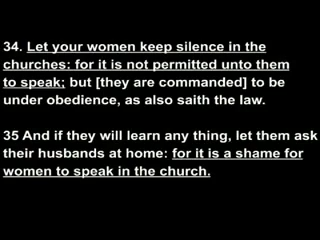 34. Let your women keep silence in the
churches: for it is not permitted unto them
to speak; but [they are commanded] to be
under obedience, as also saith the law.
35 And if they will learn any thing, let them ask
their husbands at home: for it is a shame for
women to speak in the church.